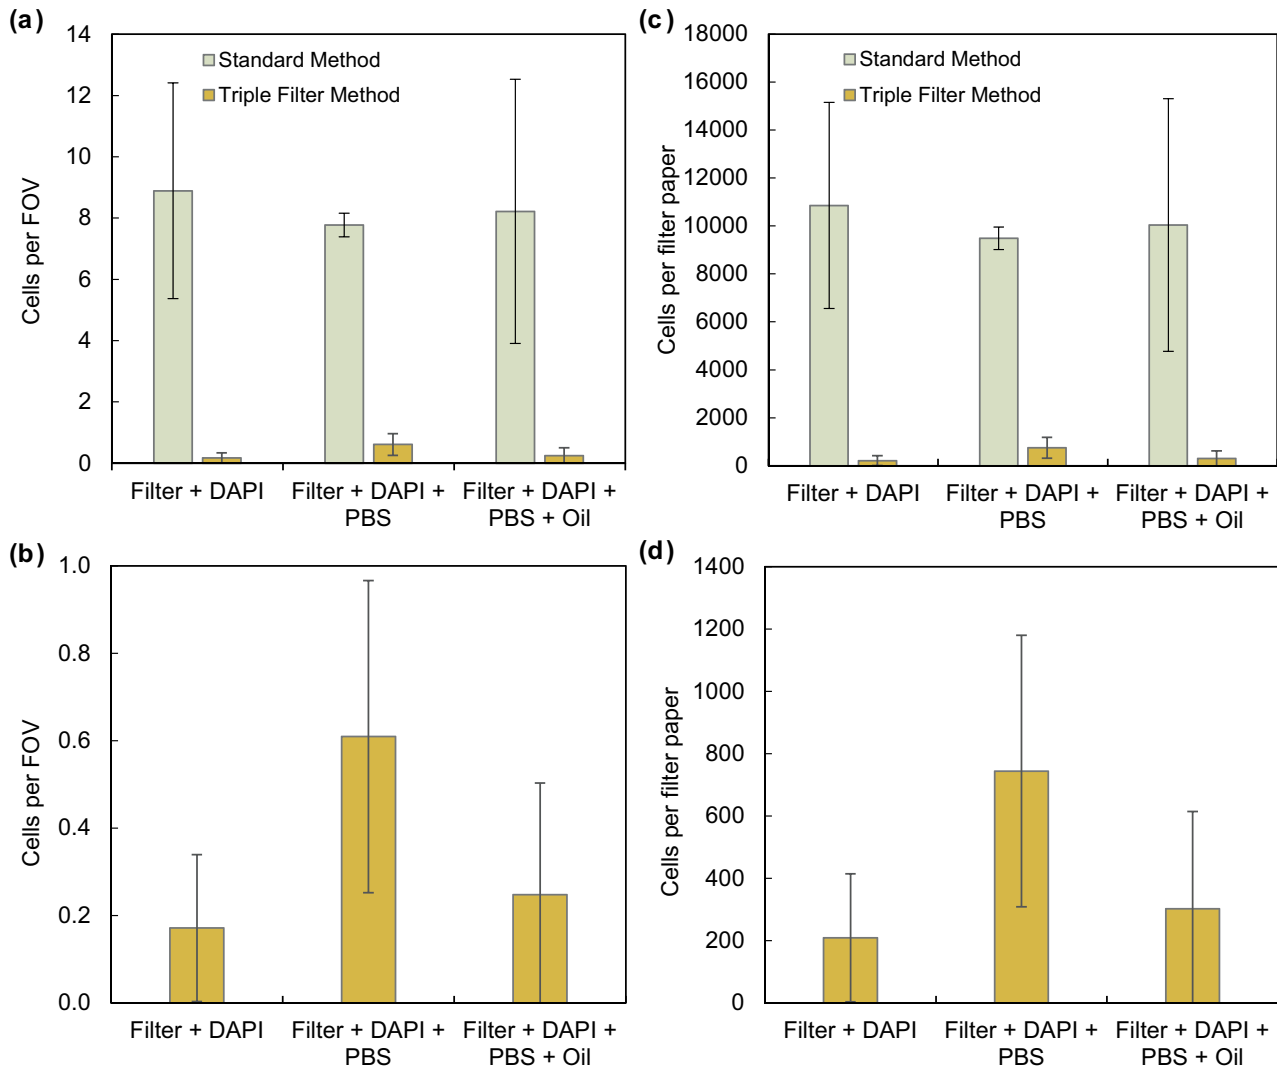 (a)
Cells per FOV
14
12
10
8
6
4
2
0
Standard Method
Triple Filter Method
Filter + DAPI
Filter + DAPI +
PBS
Filter + DAPI +
PBS + Oil
(c)
Cells per filter paper
18000
16000
14000
12000
10000
8000
6000
4000
2000
0
Standard Method
Triple Filter Method
Filter + DAPI
Filter + DAPI +
PBS
Filter + DAPI +
PBS + Oil
(b)
Cells per FOV
1.0
0.8
0.6
0.4
0.2
0.0
Filter + DAPI
Filter + DAPI +
PBS
Filter + DAPI +
PBS + Oil
(d)
Cells per filter paper
1400
1200
1000
800
600
400
200
0
Filter + DAPI
Filter + DAPI +
PBS
Filter + DAPI +
PBS + Oil